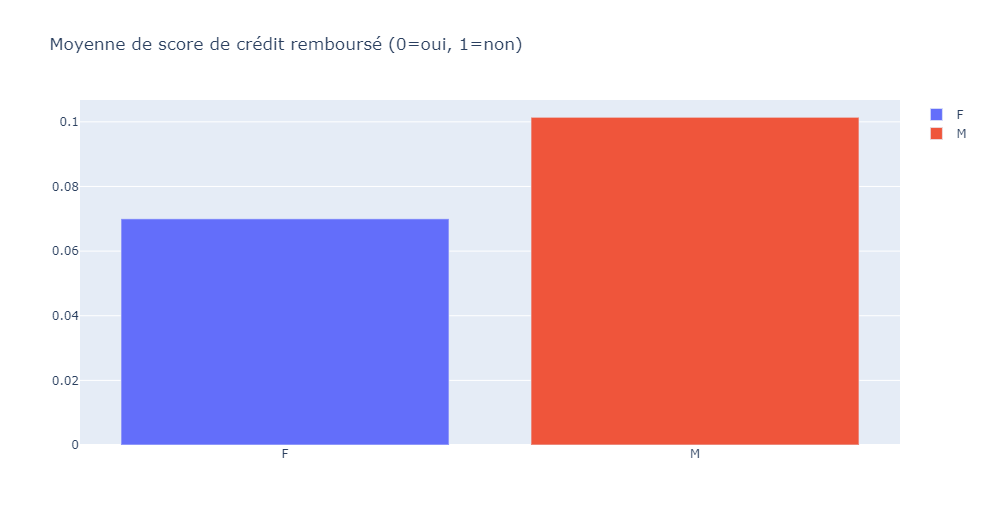 Moyenne de score de crédit remboursé (0=oui, 1=non)
0.1
0.08
0.06
0.04
0.02
0
F
M
F
M